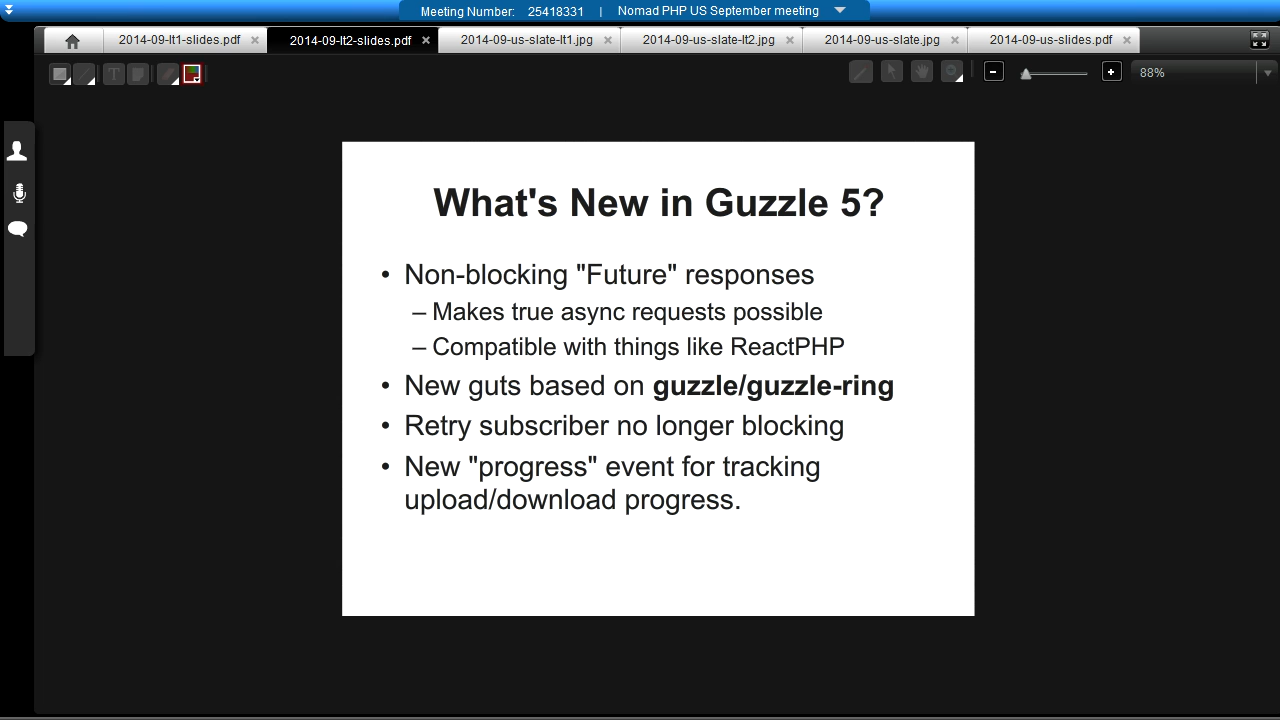 Meeting Number: 25418331 | Nomad PHP US September meeting
2014-09-lt1-slides.pdf 2014-09-lt2-slides.pdf 2014-09-us-slate-lt1.jpg 2014-09-us-slate-lt2.jpg 2014-09-us-slate.jpg 2014-09-us-slides.pdf
T 88%
What's New in Guzzle 5?
• Non-blocking "Future" responses
– Makes true async requests possible
– Compatible with things like ReactPHP
• New guts based on guzzle/guzzle-ring
• Retry subscriber no longer blocking
• New "progress" event for tracking
upload/download progress.